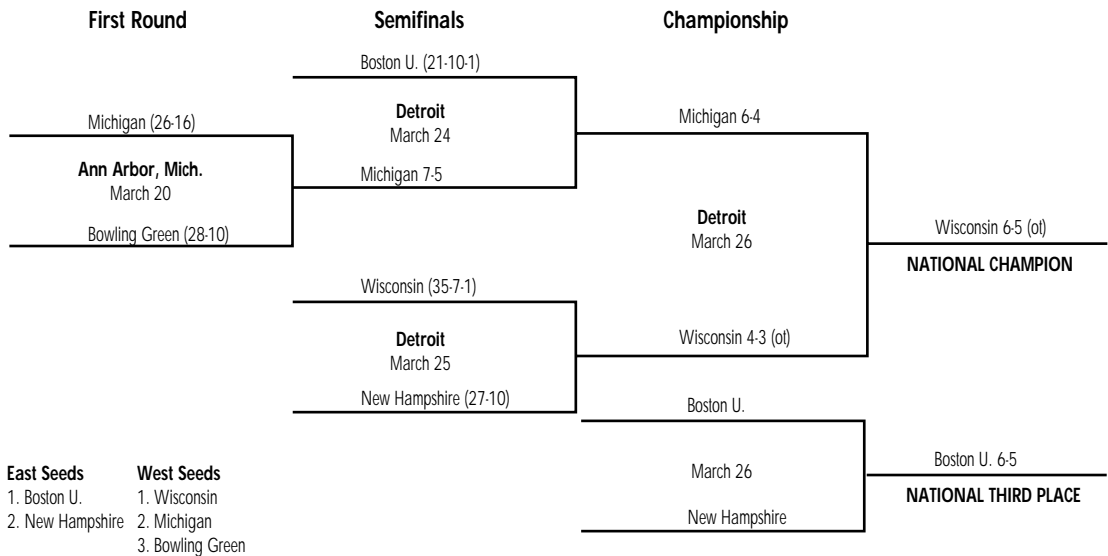 First Round
Semifinals
Championship
Boston U. (21-10-1)
Detroit
March 24
Michigan 7-5
Michigan (26-16)
Ann Arbor, Mich.
March 20
Bowling Green (28-10)
Michigan 6-4
Detroit
March 26
Wisconsin 6-5 (ot)
NATIONAL CHAMPION
Wisconsin (35-7-1)
Detroit
March 25
New Hampshire (27-10)
Wisconsin 4-3 (ot)
Boston U.
March 26
New Hampshire
Boston U. 6-5
NATIONAL THIRD PLACE
East Seeds
1. Boston U.
2. New Hampshire
West Seeds
1. Wisconsin
2. Michigan
3. Bowling Green